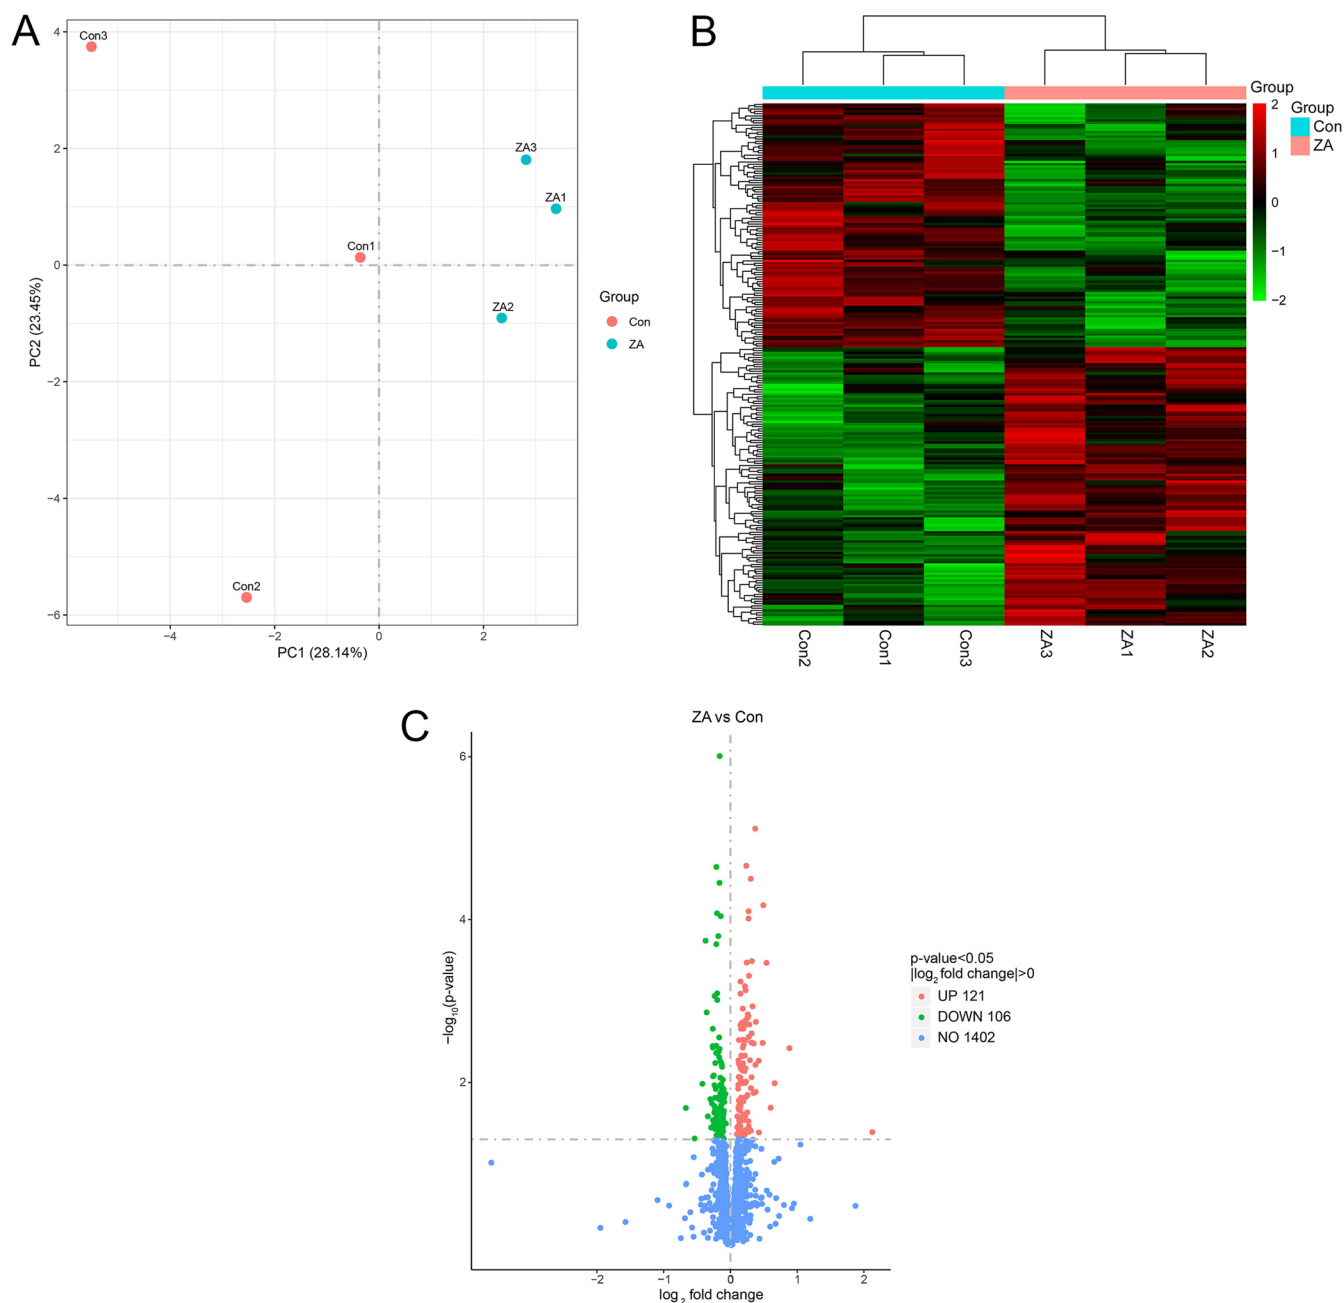 A
4
2
0
−2
−4
−6
−4
−2
0
2
PC2 (23.45%)
PC1 (28.14%)
Con3
ZA3
ZA1
Con1
ZA2
Con2
Group
Con
ZA
B
Group
2
1
0
−1
−2
Group
Con
ZA
Con2
Con1
Con3
ZA3
ZA1
ZA2
C
ZA vs Con
6
4
2
−log10(p-value)
−2
−1
0
1
2
log2 fold change
p-value<0.05
|log2 fold change|>0
UP 121
DOWN 106
NO 1402